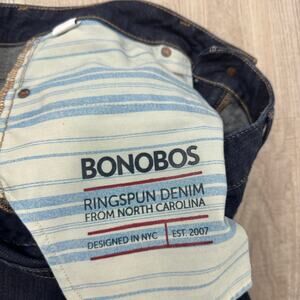 BONOBOS
RINGSPUN DENIM
FROM NORTH CAROLINA
DESIGNED IN NYC | EST. 2007